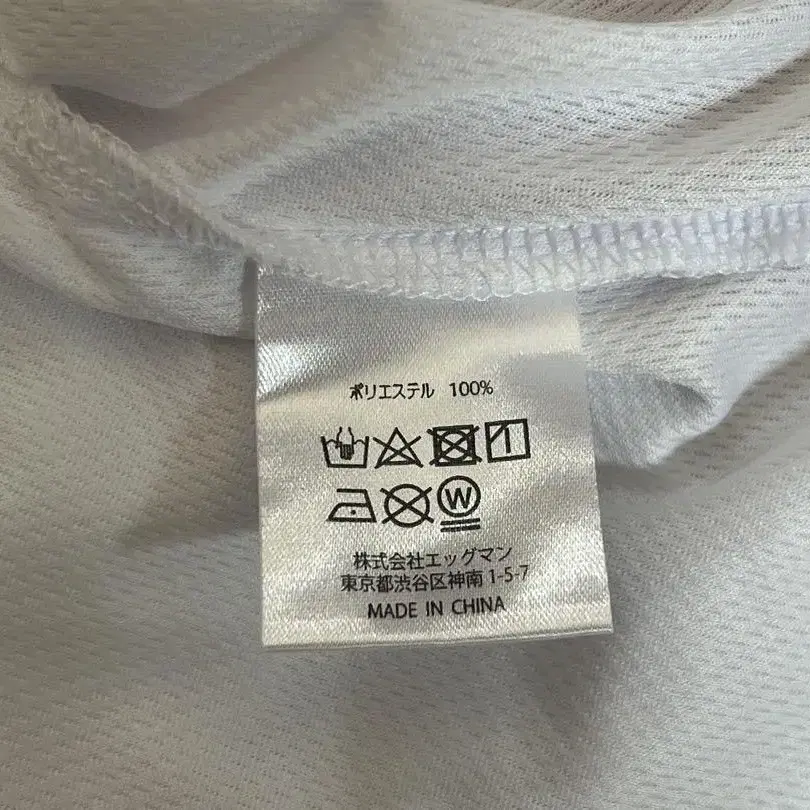 ポリエステル 100%
W
株式会社エッグマン
東京都渋谷区神南1-5-7
MADE IN CHINA